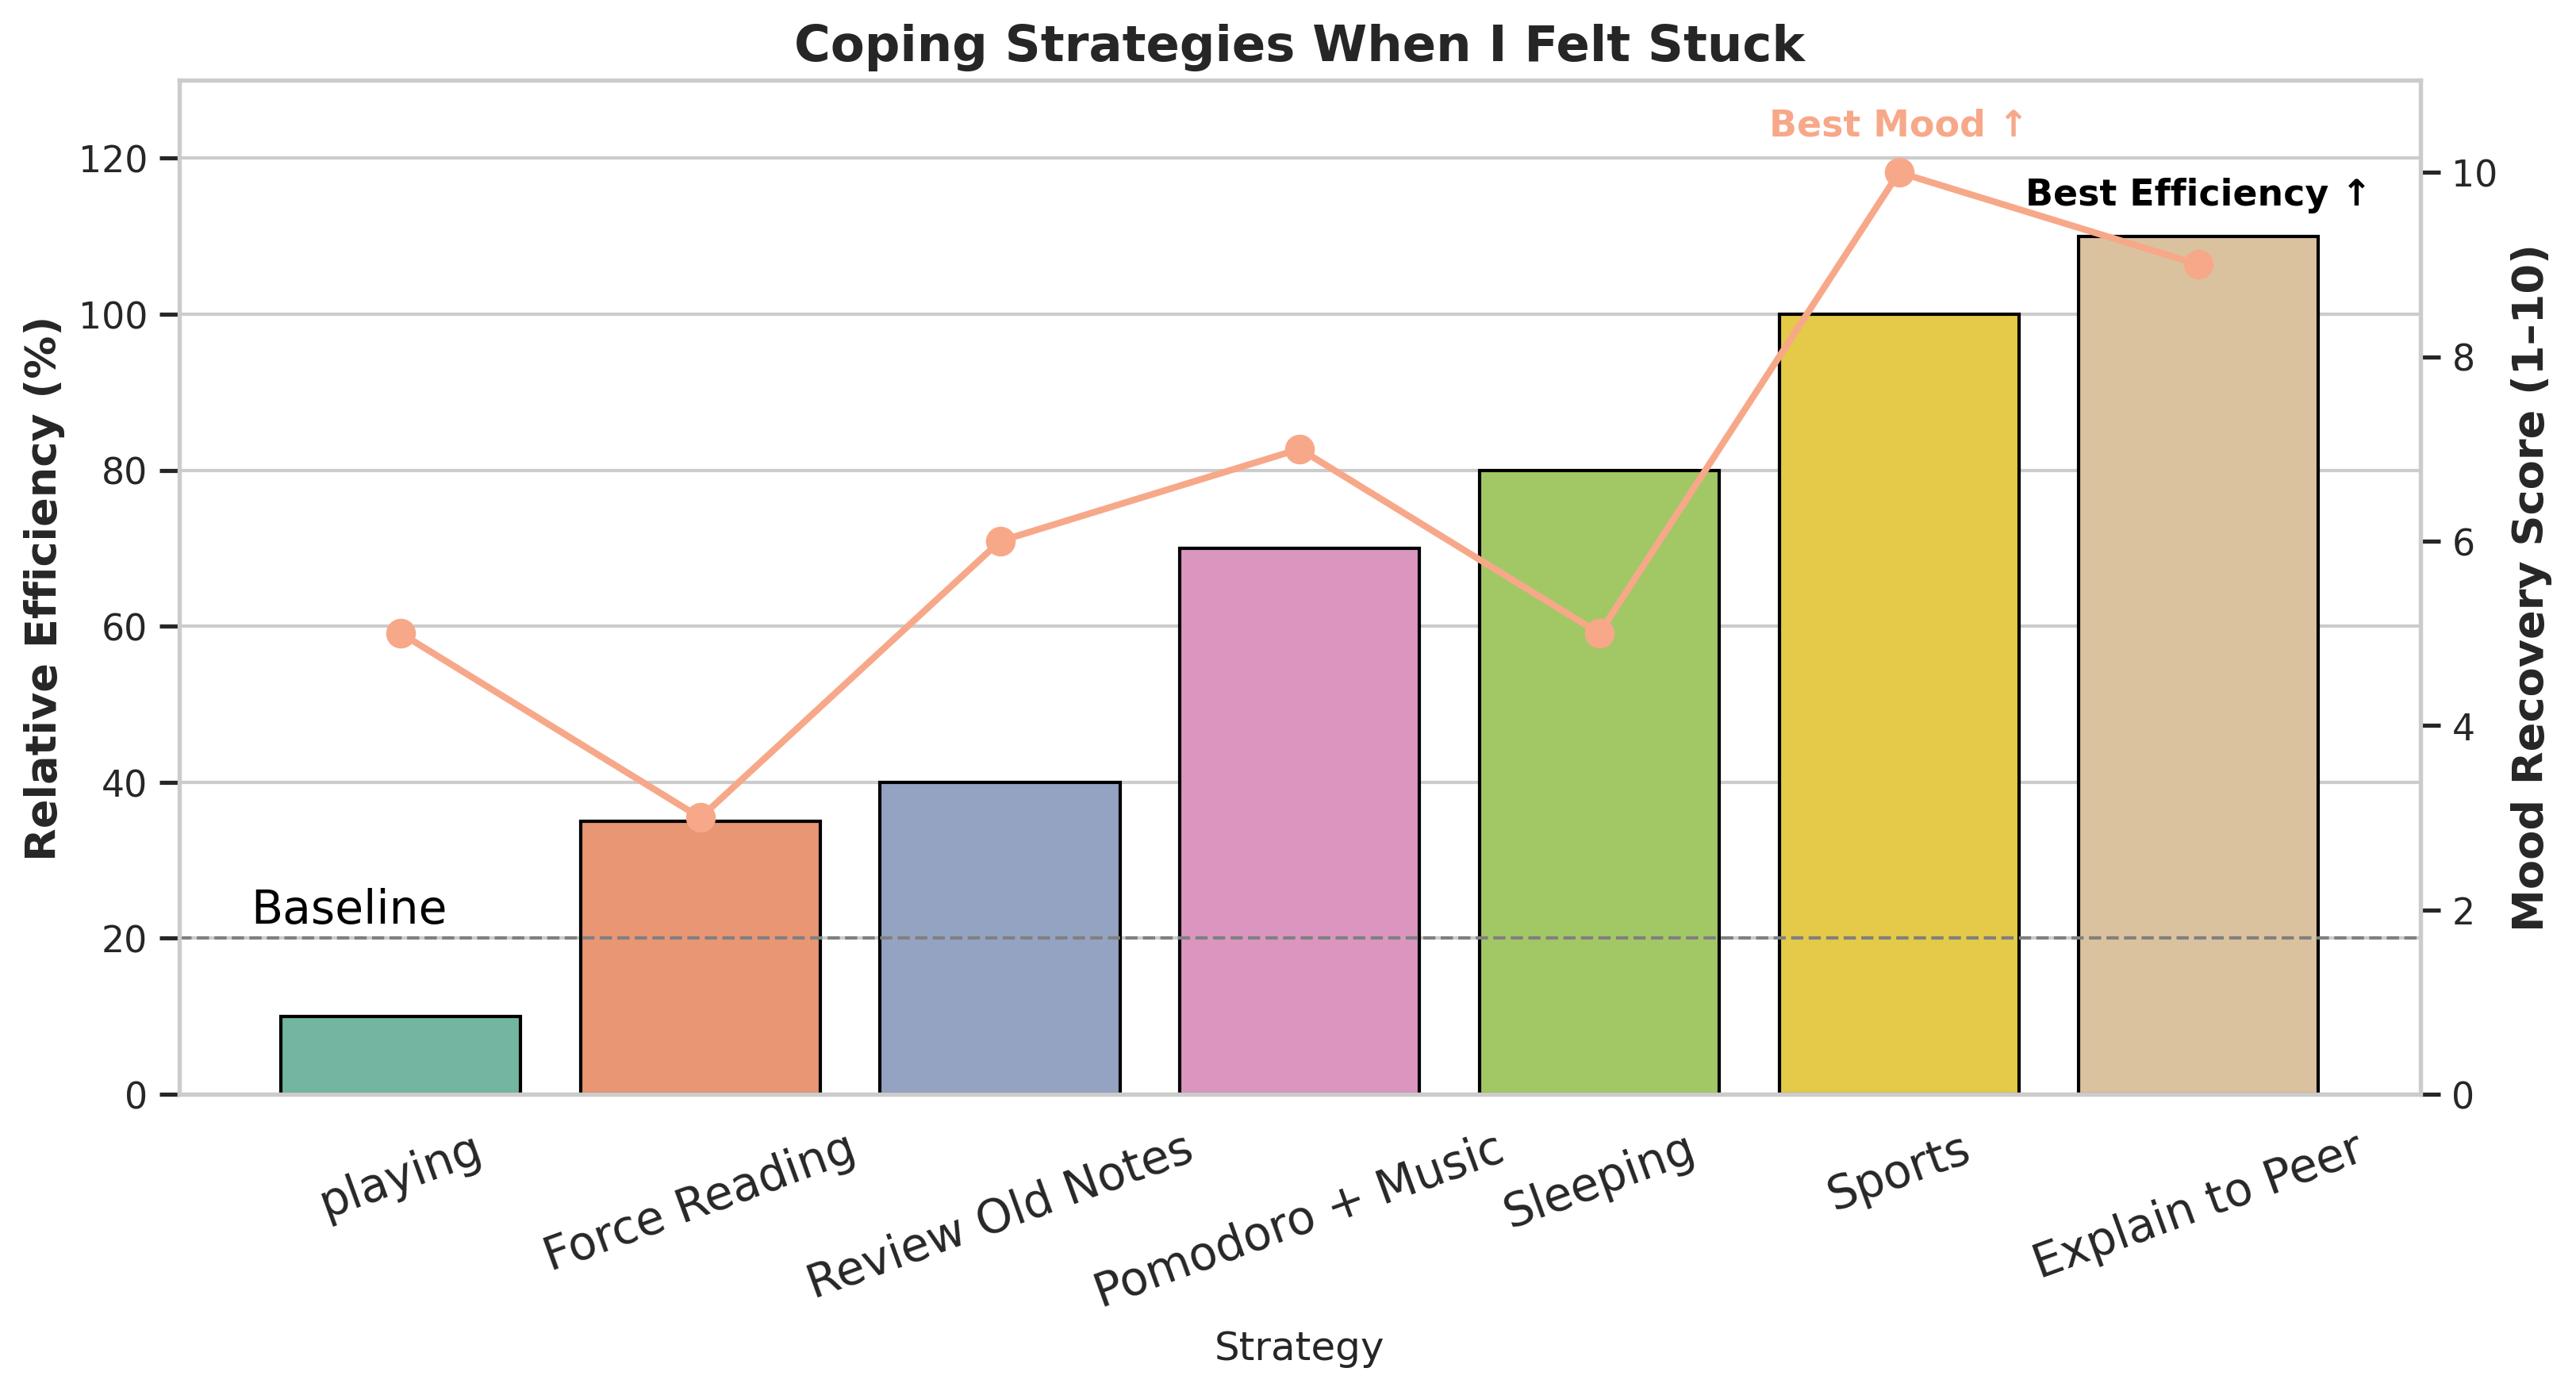 Coping Strategies When I Felt Stuck
Best Mood ↑
Best Efficiency ↑
Baseline
Relative Efficiency (%)
120
100
80
60
40
20
0
Mood Recovery Score (1–10)
10
8
6
4
2
0
playing
Force Reading
Review Old Notes
Pomodoro + Music
Sleeping
Sports
Explain to Peer
Strategy